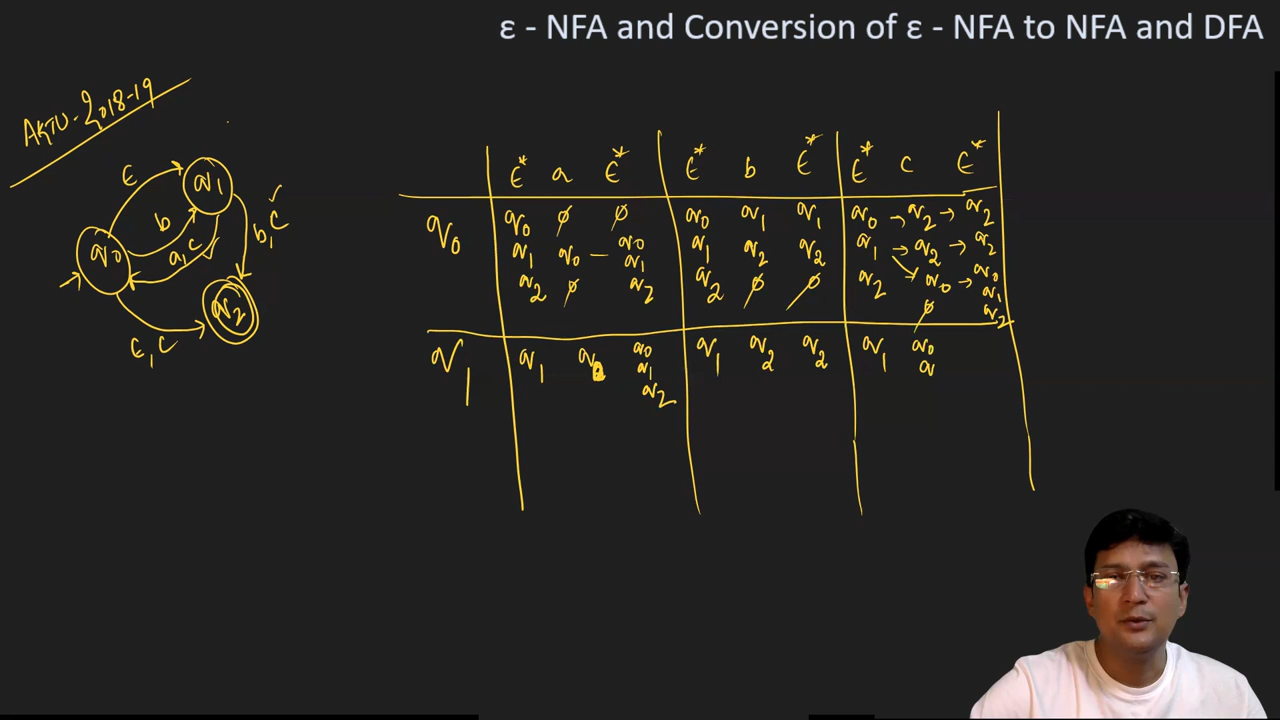 ε - NFA and Conversion of ε - NFA to NFA and DFA
AKTU - 2018-19
ϵ
q1
b
b, c
q0
a, c
q2
ϵ, c
ϵ* a ϵ* ϵ* b ϵ* ϵ* c ϵ*
q0 q0 ∅ ∅ q0 q1 q1 q0 → q2 → q2
q1 q0 — q0 q1 q2 q2 q1 → q2 → q2
q1
q2 ∅ q2 q2 ∅ ∅ q2 → q0 → q0
q1
∅ q2
q1 q1 q0 q0 q1 q2 q2 q1 q0
q1 q
q2